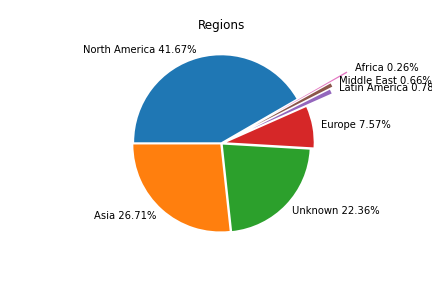 Regions
North America 41.67%
Africa 0.26%
Middle East 0.66%
Latin America 0.78
Europe 7.57%
Asia 26.71%
Unknown 22.36%